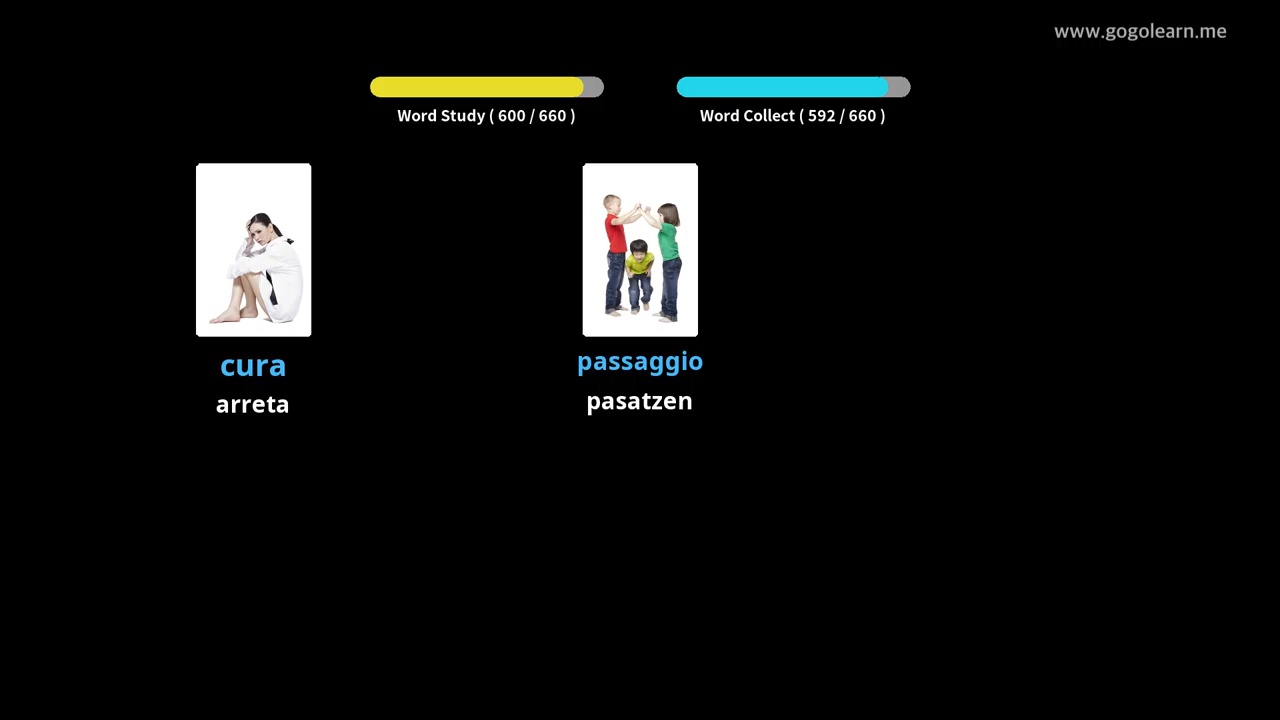 www.gogolearn.me
Word Study ( 600 / 660 )
Word Collect ( 592 / 660 )
cura
arreta
passaggio
pasatzen